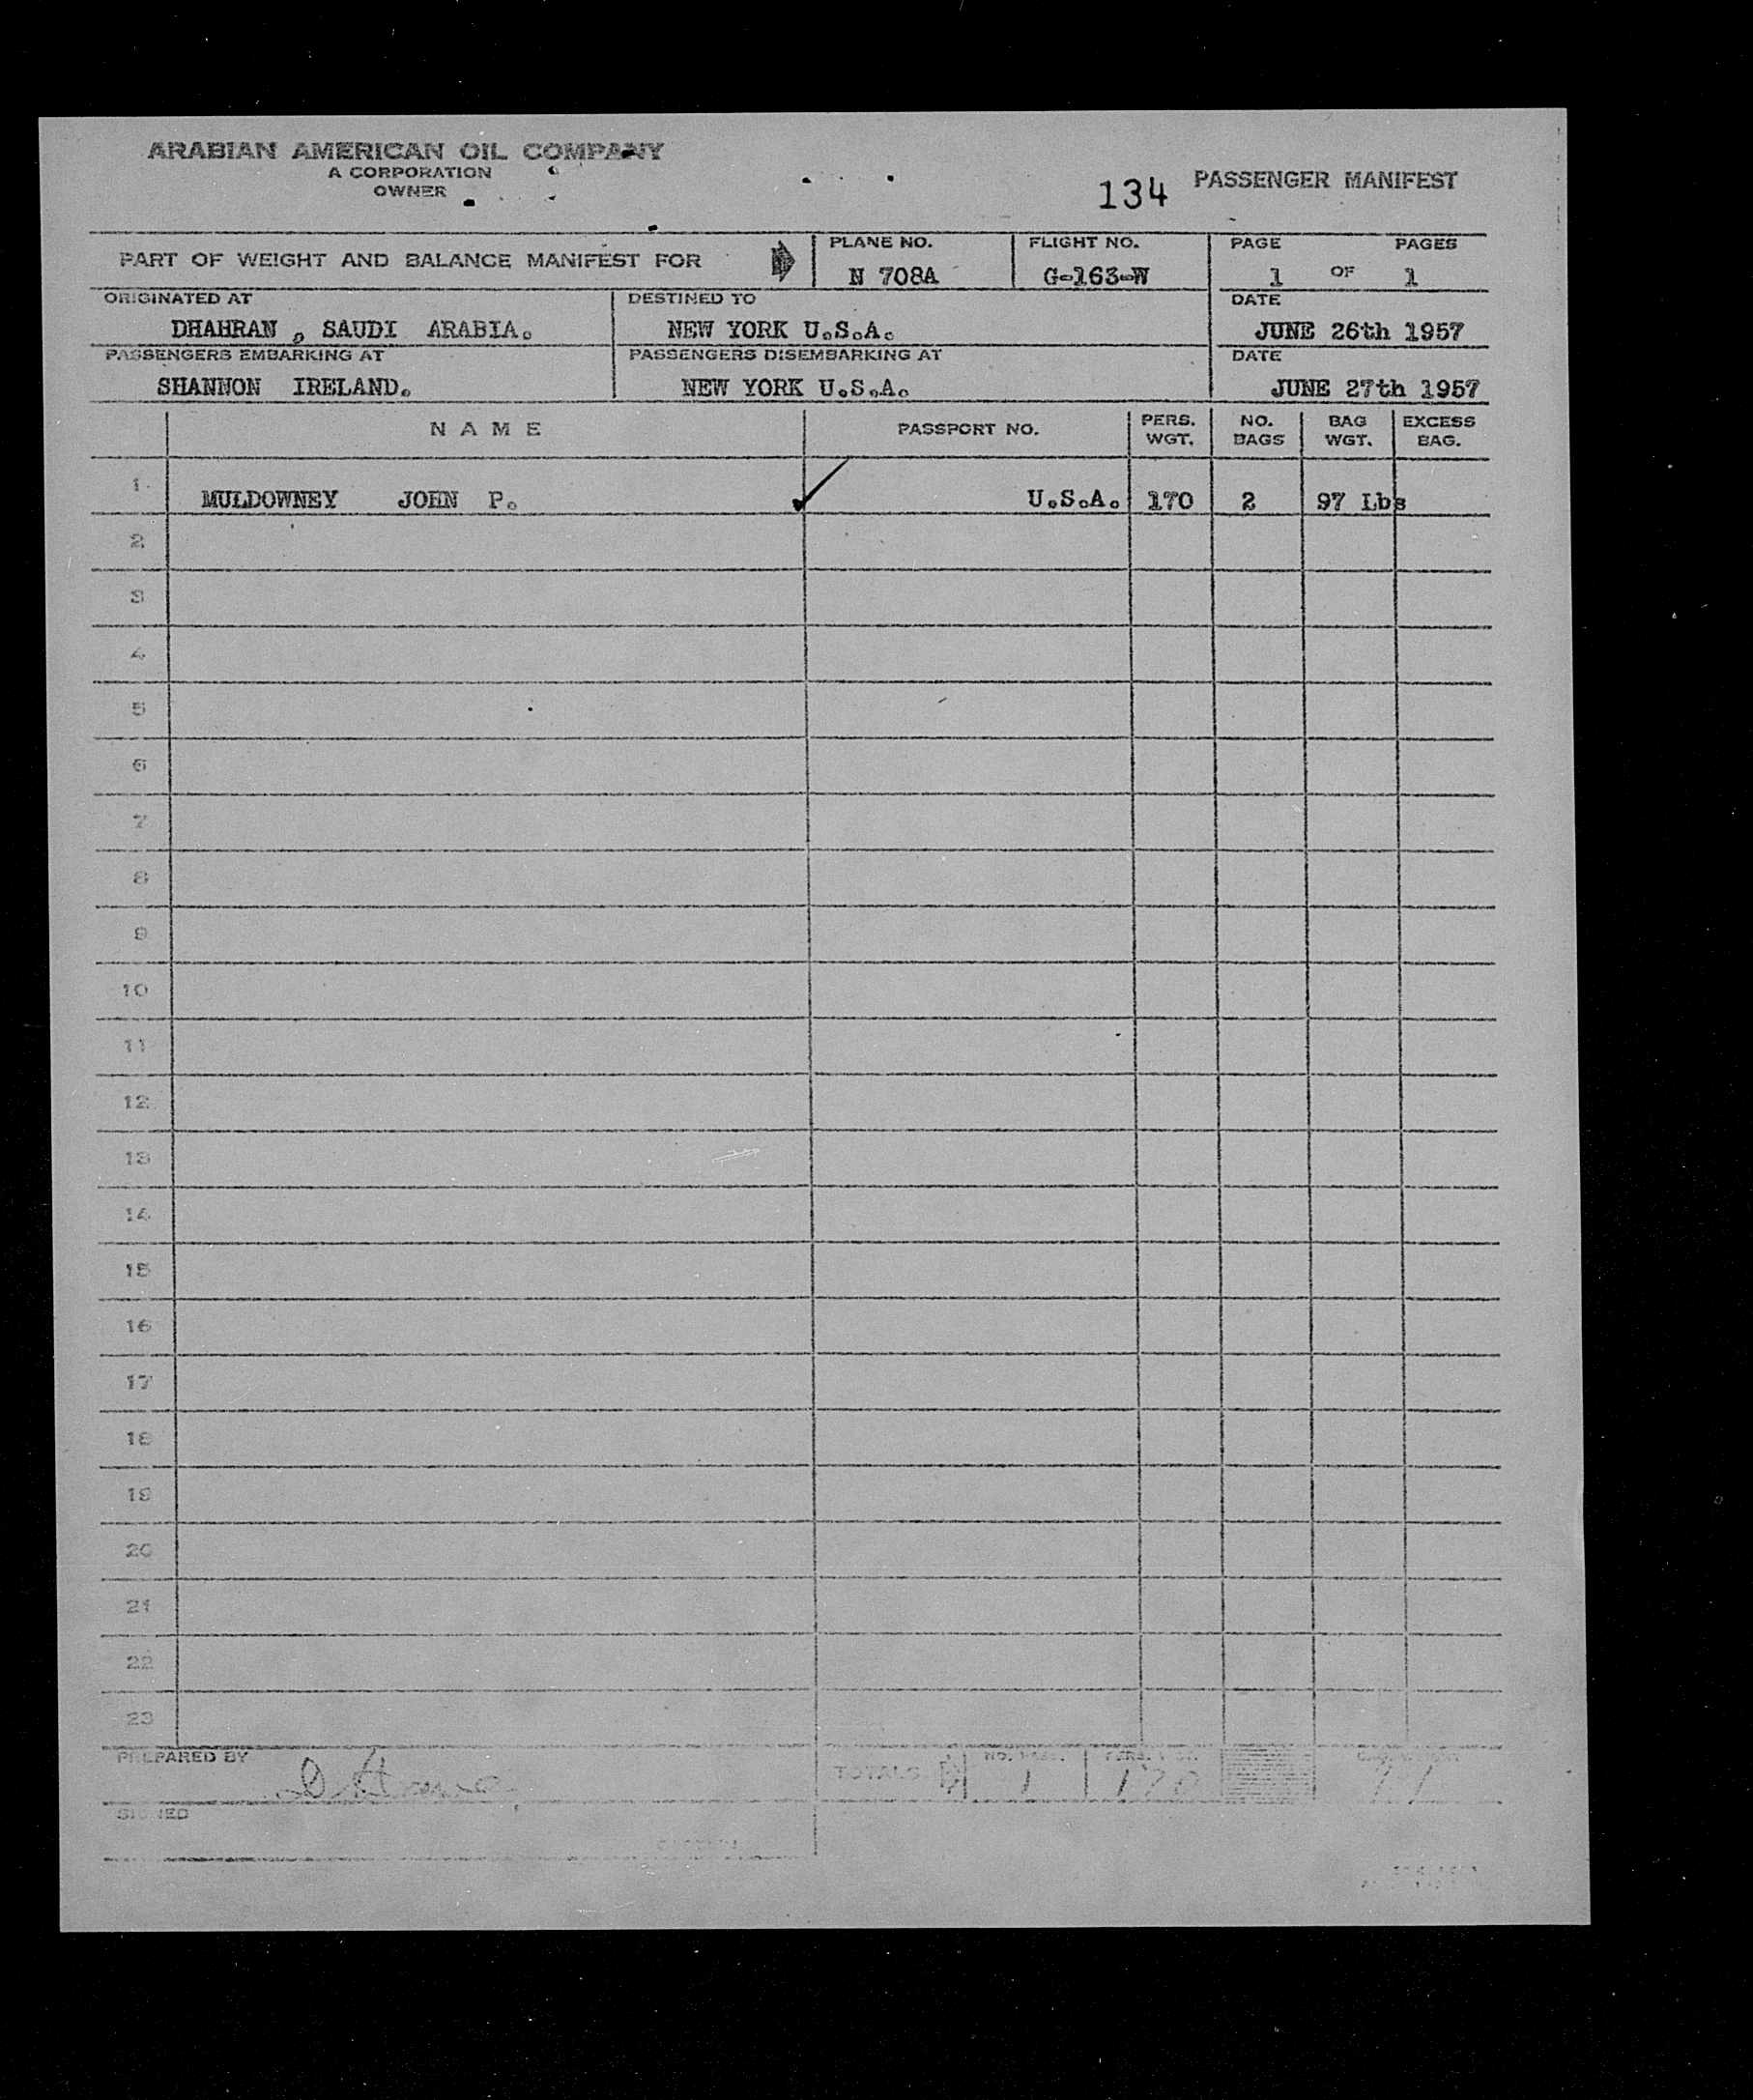 ARABIAN AMERICAN OIL COMPANY
A CORPORATION
OWNER
134 PASSENGER MANIFEST
PART OF WEIGHT AND BALANCE MANIFEST FOR
PLANE NO.
N 708A
FLIGHT NO.
G-163-W
PAGE PAGES
1 OF 1
ORIGINATED AT
DHAHRAN , SAUDI ARABIA.
DESTINED TO
NEW YORK U.S.A.
DATE
JUNE 26th 1957
PASSENGERS EMBARKING AT
SHANNON IRELAND.
PASSENGERS DISEMBARKING AT
NEW YORK U.S.A.
DATE
JUNE 27th 1957
NAME PASSPORT NO. PERS. WGT. NO. BAGS BAG WGT. EXCESS BAG.
1 MULDOWNEY JOHN P. U.S.A. 170 2 97 Lbs
2
3
4
5
6
7
8
9
10
11
12
13
14
15
16
17
18
19
20
21
22
23
PREPARED BY
TOTALS NO. PASS. 1 PERS. WGT. 170
SIGNED